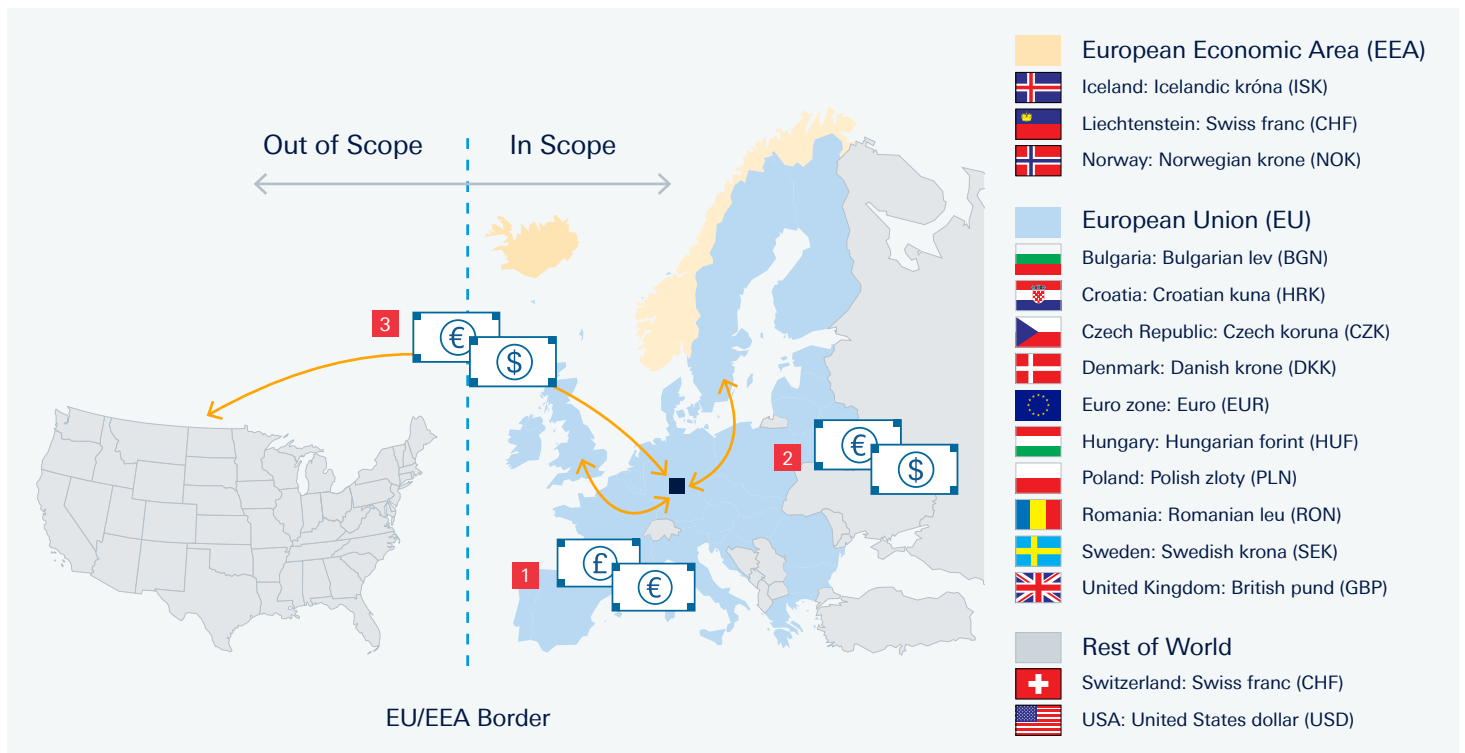 Out of Scope
In Scope
3
€
$
2
€
$
1
£
€
EU/EEA Border
European Economic Area (EEA)
Iceland: Icelandic króna (ISK)
Liechtenstein: Swiss franc (CHF)
Norway: Norwegian krone (NOK)
European Union (EU)
Bulgaria: Bulgarian lev (BGN)
Croatia: Croatian kuna (HRK)
Czech Republic: Czech koruna (CZK)
Denmark: Danish krone (DKK)
Euro zone: Euro (EUR)
Hungary: Hungarian forint (HUF)
Poland: Polish zloty (PLN)
Romania: Romanian leu (RON)
Sweden: Swedish krona (SEK)
United Kingdom: British pund (GBP)
Rest of World
Switzerland: Swiss franc (CHF)
USA: United States dollar (USD)